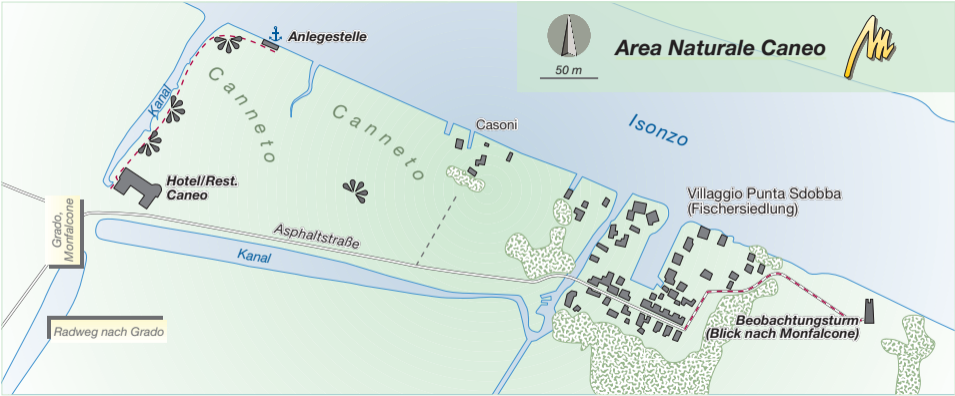 Anlegestelle
Area Naturale Caneo
50 m
Kanal
Canneto
Canneto
Casoni
Isonzo
Hotel/Rest.
Caneo
Villaggio Punta Sdobba
(Fischersiedlung)
Grado,
Monfalcone
Asphaltstraße
Kanal
Radweg nach Grado
Beobachtungsturm
(Blick nach Monfalcone)